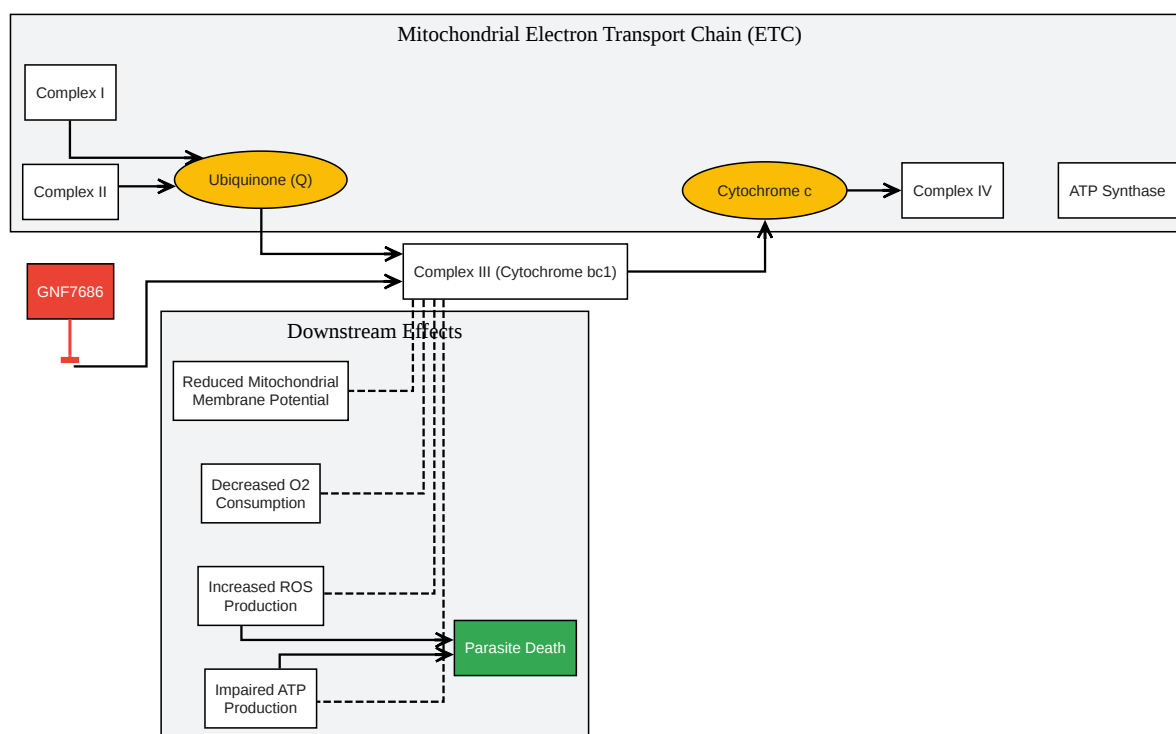 Mitochondrial Electron Transport Chain (ETC)
Complex I
Complex II
Ubiquinone (Q)
Cytochrome c
Complex IV
ATP Synthase
Complex III (Cytochrome bc1)
GNF7686
Downstream Effects
Reduced Mitochondrial
Membrane Potential
Decreased O2
Consumption
Increased ROS
Production
Parasite Death
Impaired ATP
Production